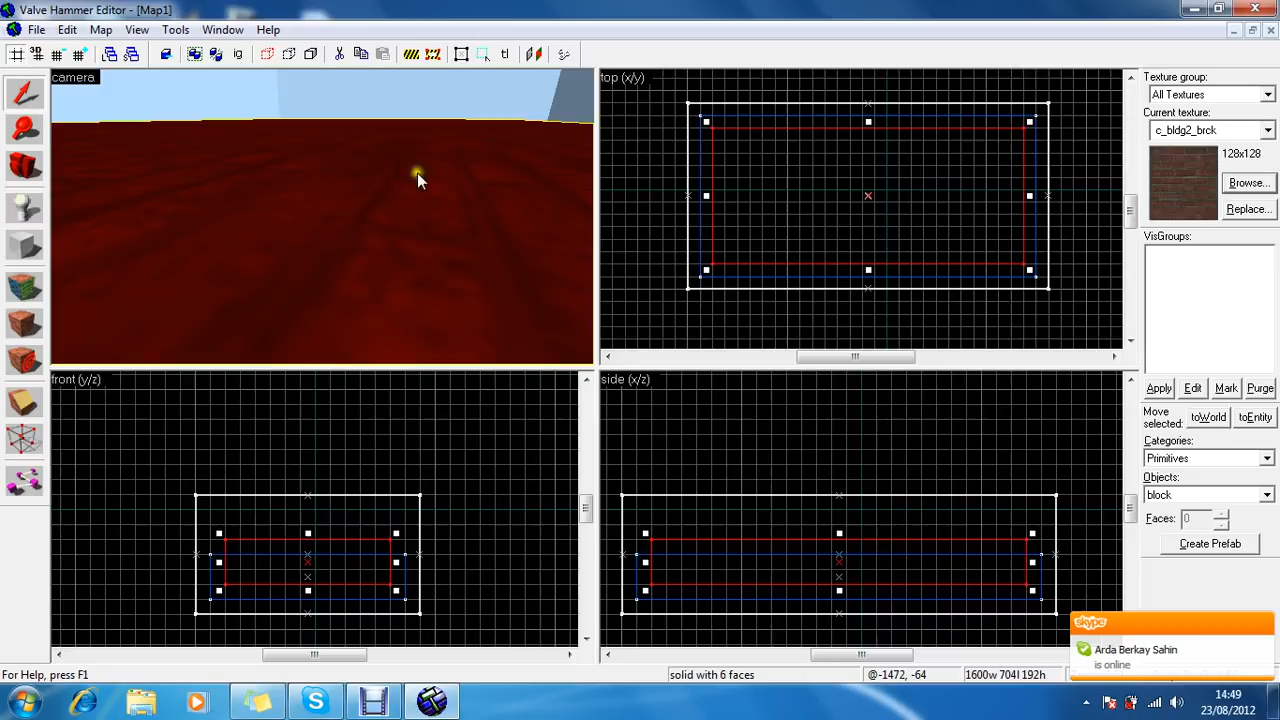 Valve Hammer Editor - [Map1]
File Edit Map View Tools Window Help
camera
top (x/y)
front (y/z)
side (x/z)
Texture group:
All Textures
Current texture:
c_bldg2_brck
128x128
Browse...
Replace...
VisGroups:
Apply Edit Mark Purge
Move selected:
toWorld toEntity
Categories:
Primitives
Objects:
block
Faces: 0
Create Prefab
skype
Arda Berkay Sahin
is online
For Help, press F1
solid with 6 faces
@-1472, -64
1600w 704l 192h
14:49
23/08/2012